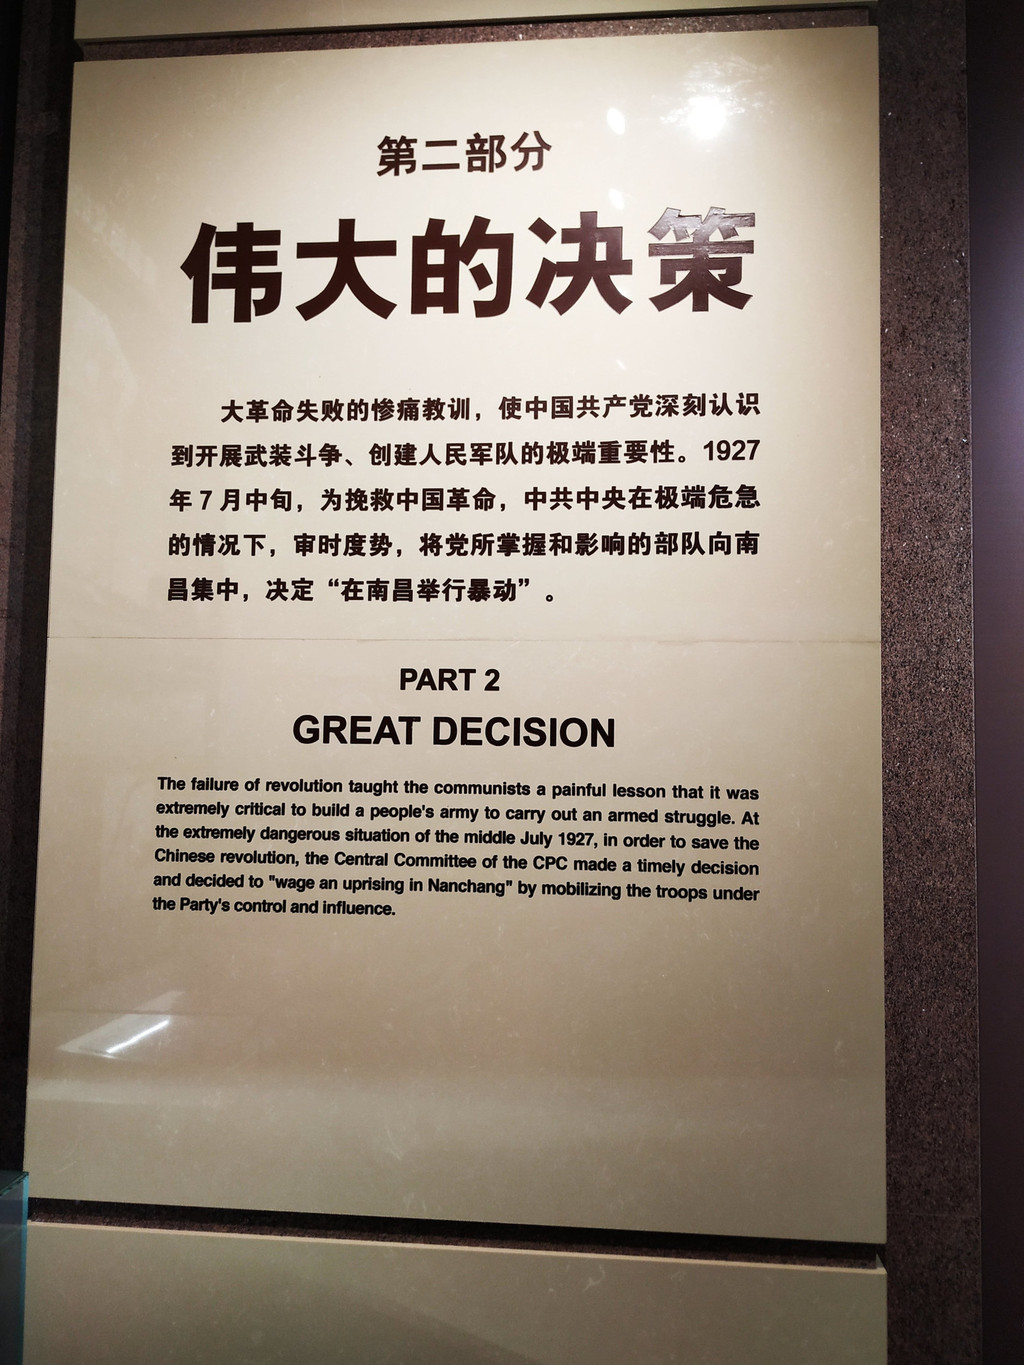 第二部分
伟大的决策
大革命失败的惨痛教训，使中国共产党深刻认识
到开展武装斗争、创建人民军队的极端重要性。1927
年7月中旬，为挽救中国革命，中共中央在极端危急
的情况下，审时度势，将党所掌握和影响的部队向南
昌集中，决定“在南昌举行暴动”。
PART 2
GREAT DECISION
The failure of revolution taught the communists a painful lesson that it was
extremely critical to build a people's army to carry out an armed struggle. At
the extremely dangerous situation of the middle July 1927, in order to save the
Chinese revolution, the Central Committee of the CPC made a timely decision
and decided to "wage an uprising in Nanchang" by mobilizing the troops under
the Party's control and influence.